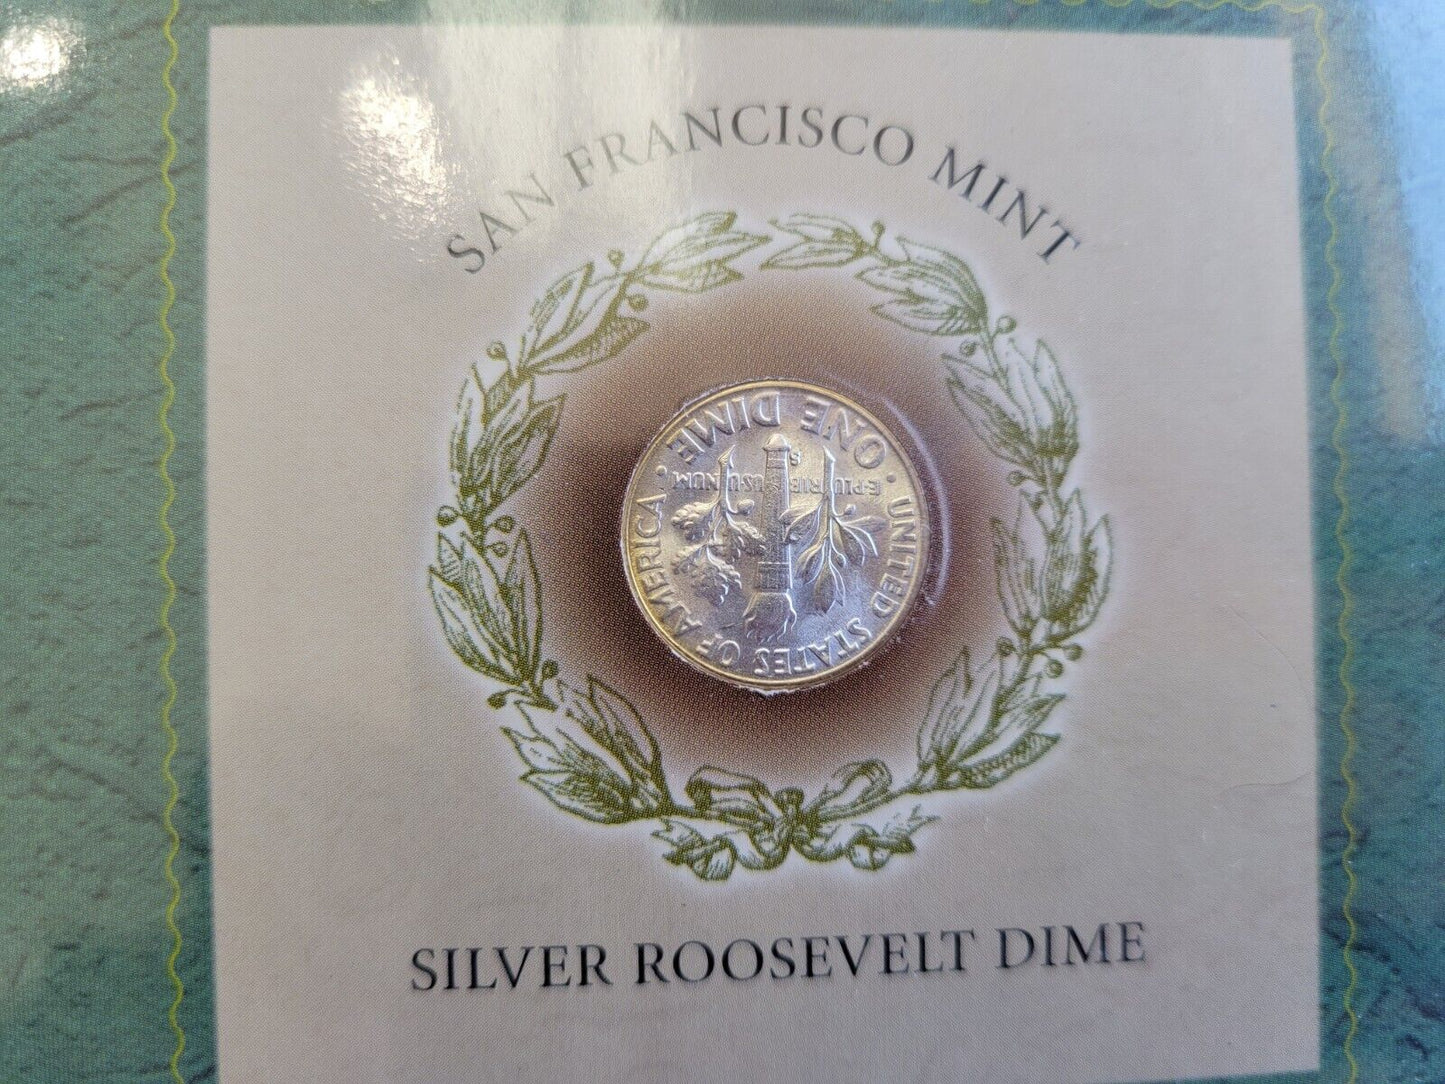 SAN FRANCISCO MINT
UNITED STATES OF AMERICA
· ONE DIME ·
E·PLURIBUS UNUM
S
SILVER ROOSEVELT DIME